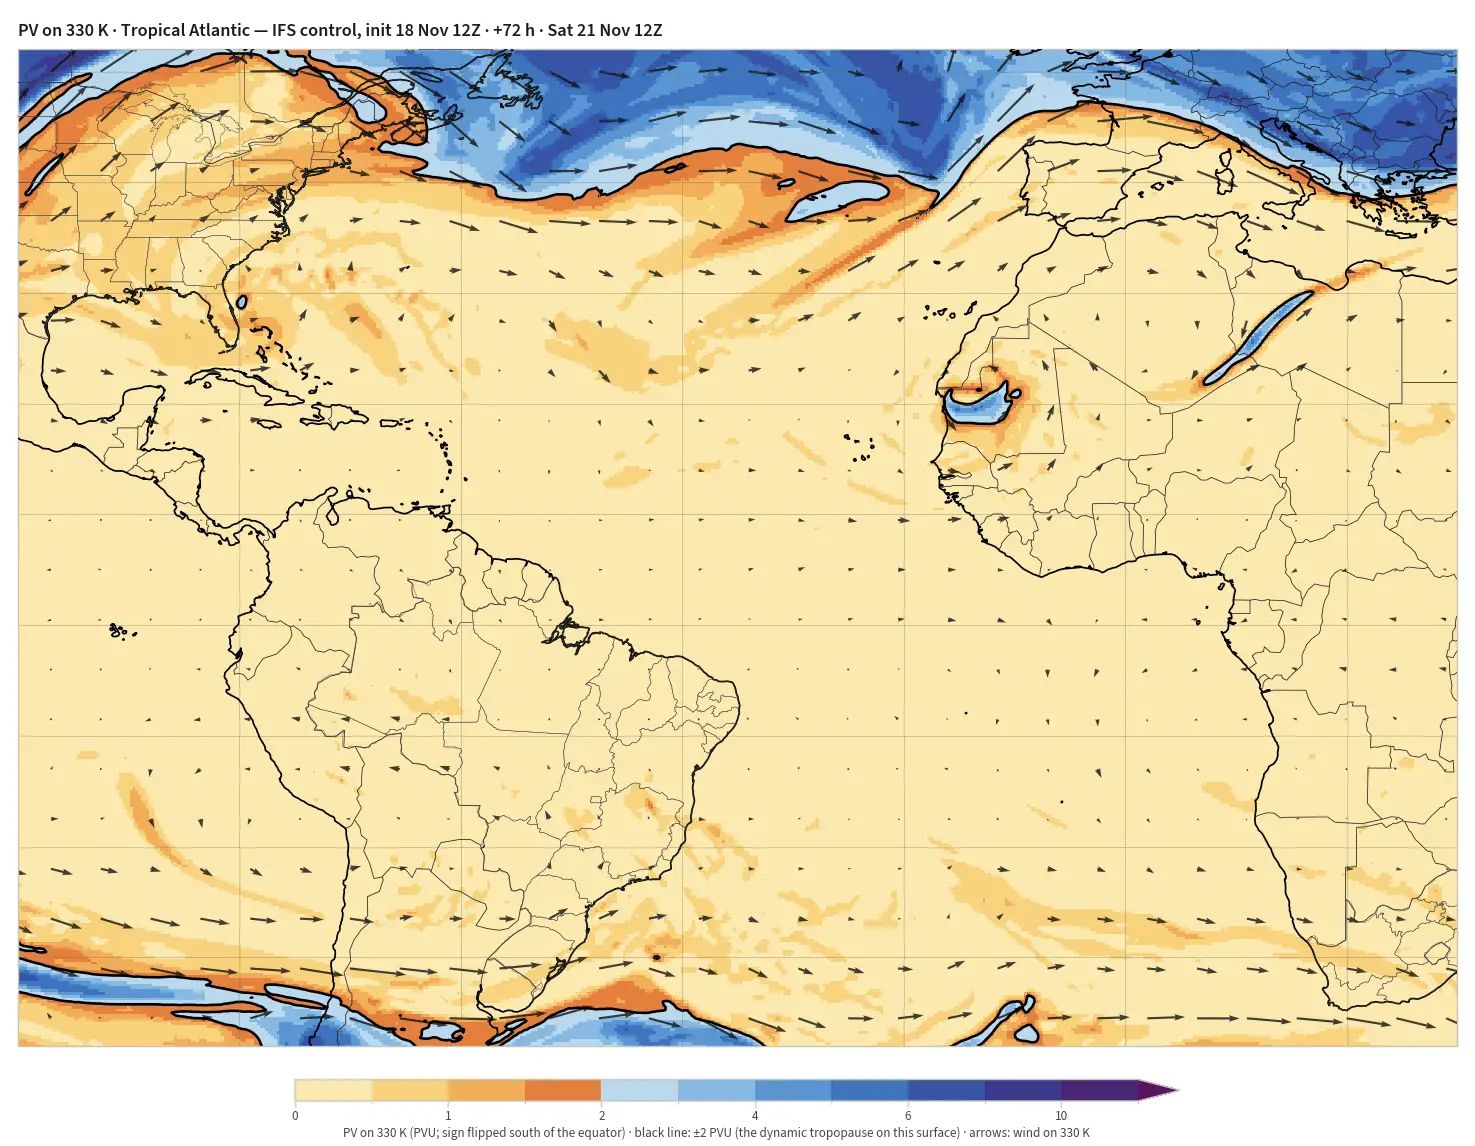 PV on 330 K · Tropical Atlantic — IFS control, init 18 Nov 12Z · +72 h · Sat 21 Nov 12Z
0 1 2 4 6 10
PV on 330 K (PVU; sign flipped south of the equator) · black line: ±2 PVU (the dynamic tropopause on this surface) · arrows: wind on 330 K